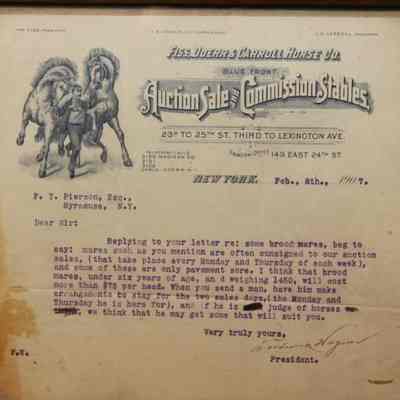 FISS, DOERR & CARROLL HORSE CO.
BLUE FRONT
Auction Sale and Commission Stables.
23D TO 25TH ST. THIRD TO LEXINGTON AVE.
149 EAST 24TH ST.
NEW YORK. Feb., 8th., 1907.
F. Y. Pierson, Esq.,
Syracuse, N.Y.
Dear Sir:
Replying to your letter re: some brood mares, beg to
say: mares such as you mention are often consigned to our auction
sales, (that take place every Monday and Thursday of each week),
and some of these are only pavement sore. I think that brood
mares, under six years of age, an d weighing 1450, will cost
more than $75 per head. When you send a man, have him make
arrangements to stay for the two sales days, (the Monday and
Thursday he is here for), and if he is judge of horses
we think that he may get some that will suit you.
Very truly yours,
President.